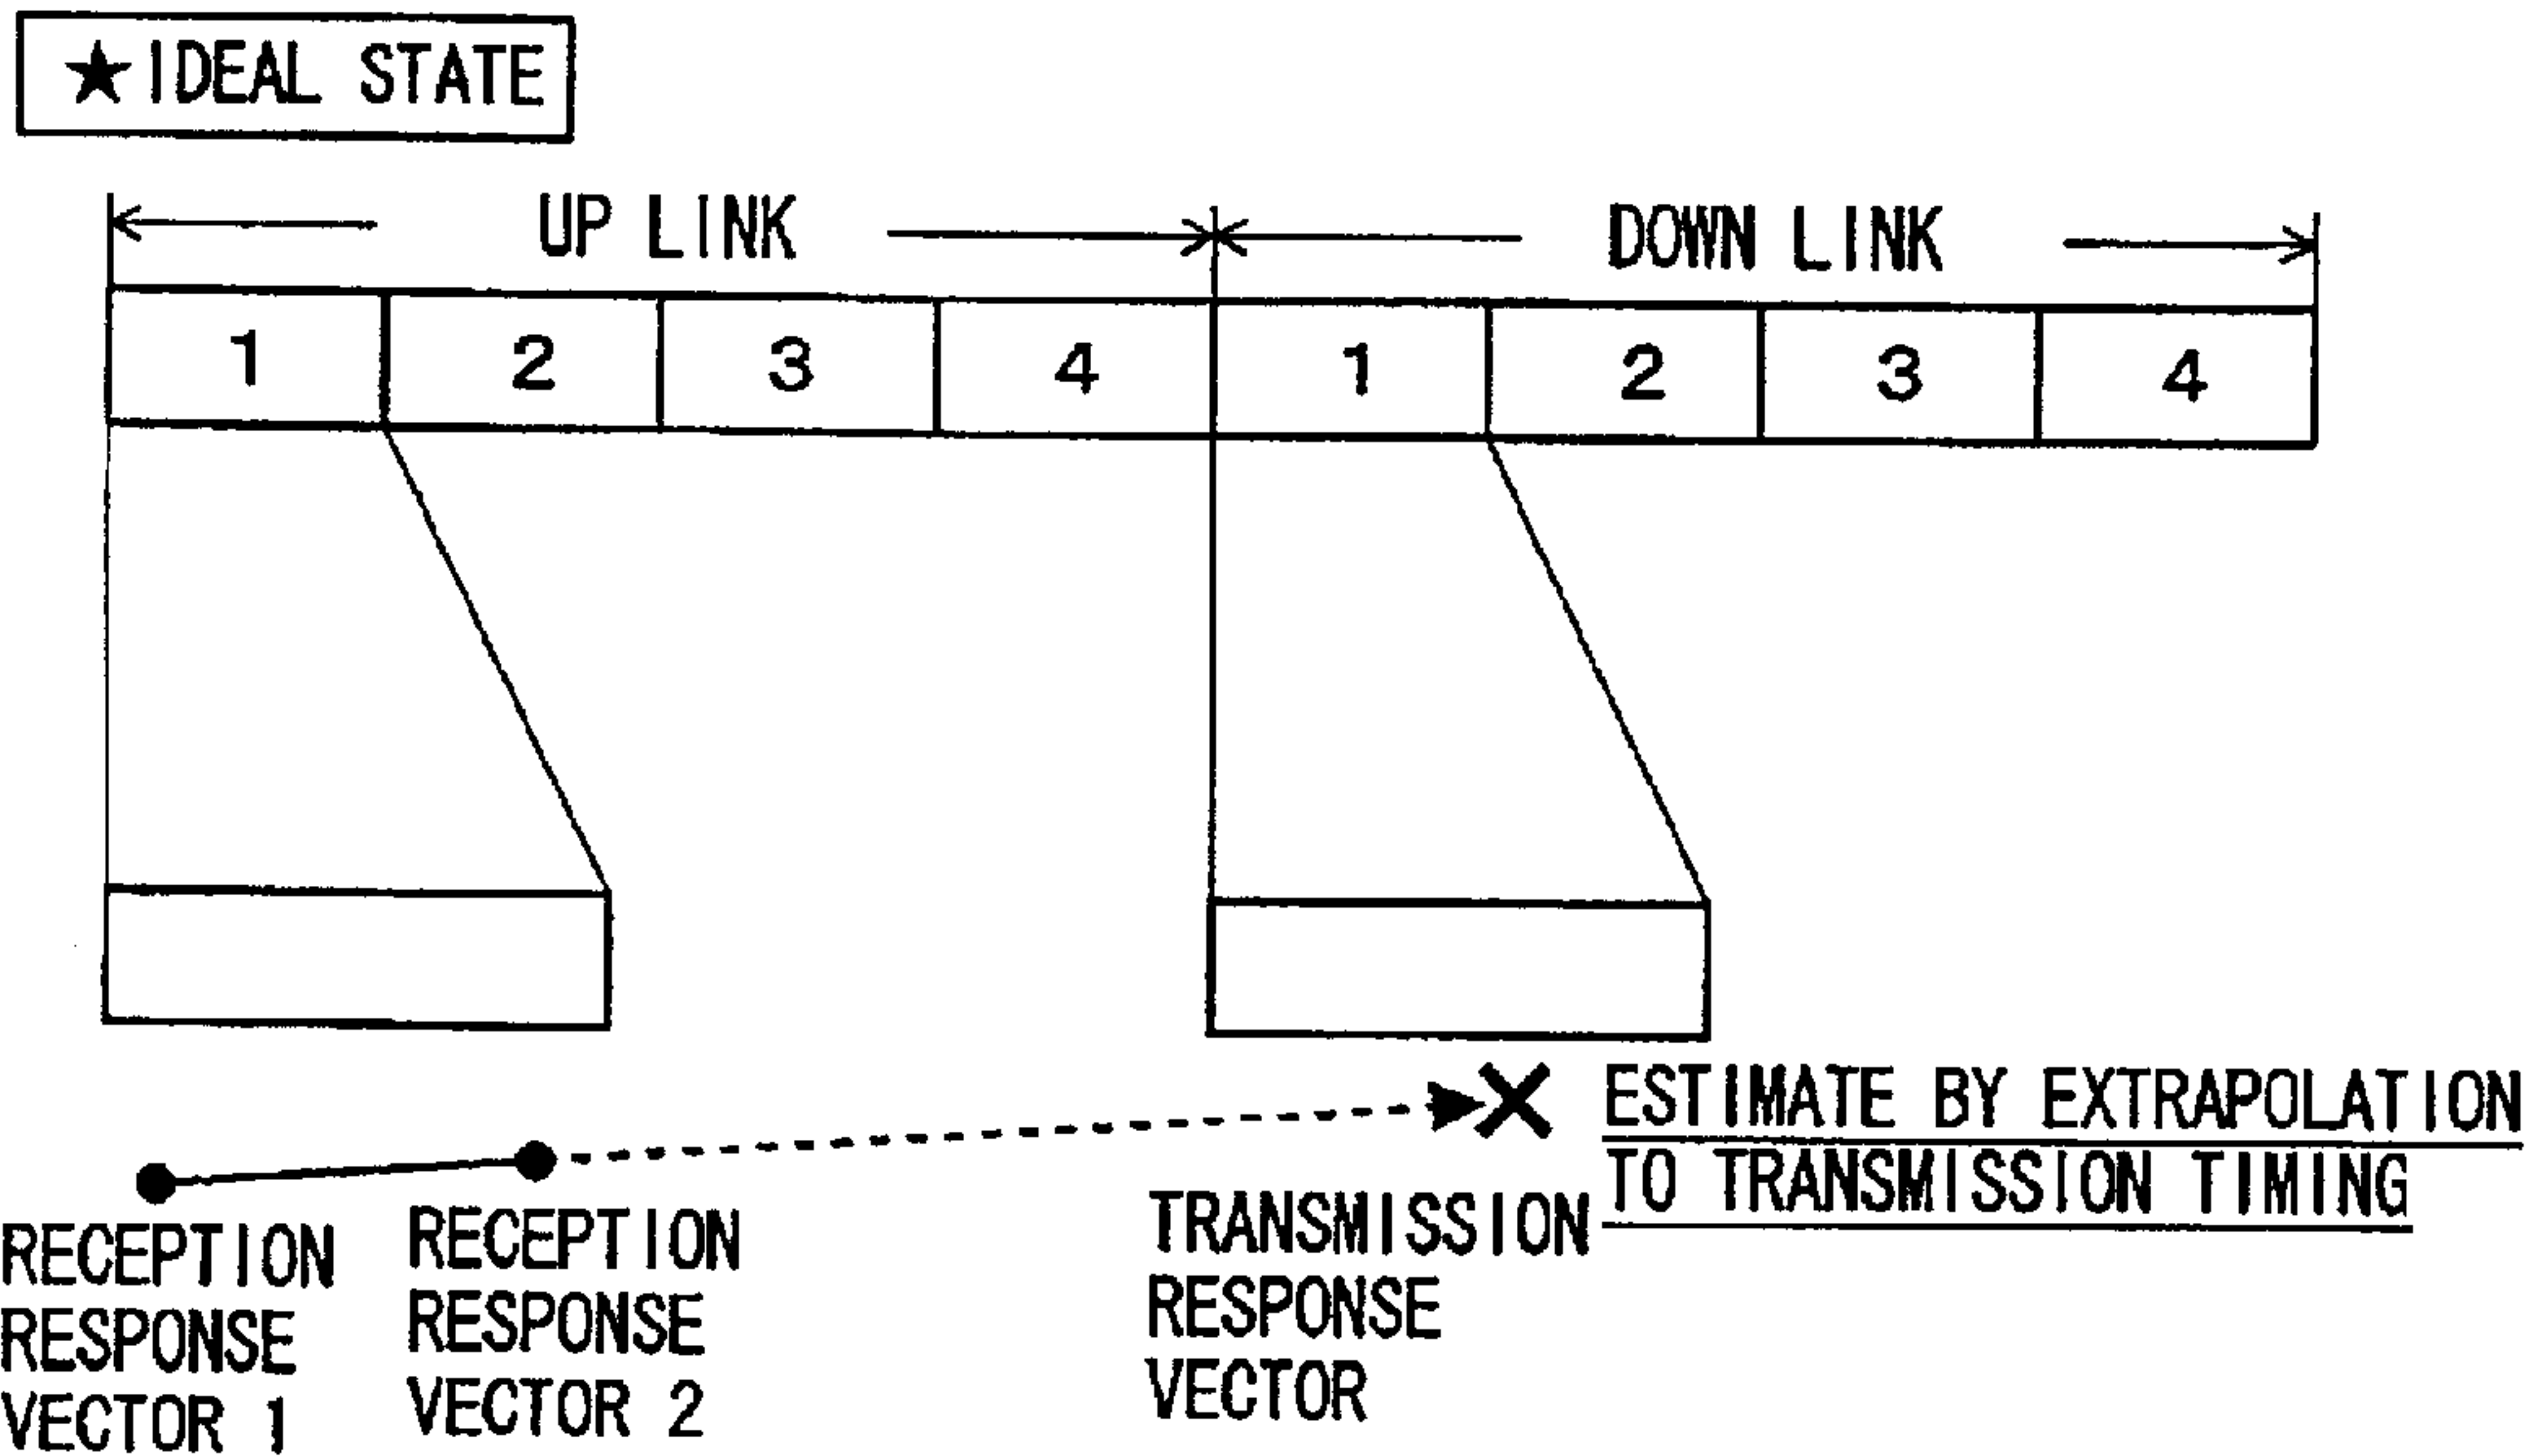 ★IDEAL STATE
UP LINK DOWN LINK
1 2 3 4 1 2 3 4
ESTIMATE BY EXTRAPOLATION
TO TRANSMISSION TIMING
RECEPTION
RESPONSE
VECTOR 1
RECEPTION
RESPONSE
VECTOR 2
TRANSMISSION
RESPONSE
VECTOR